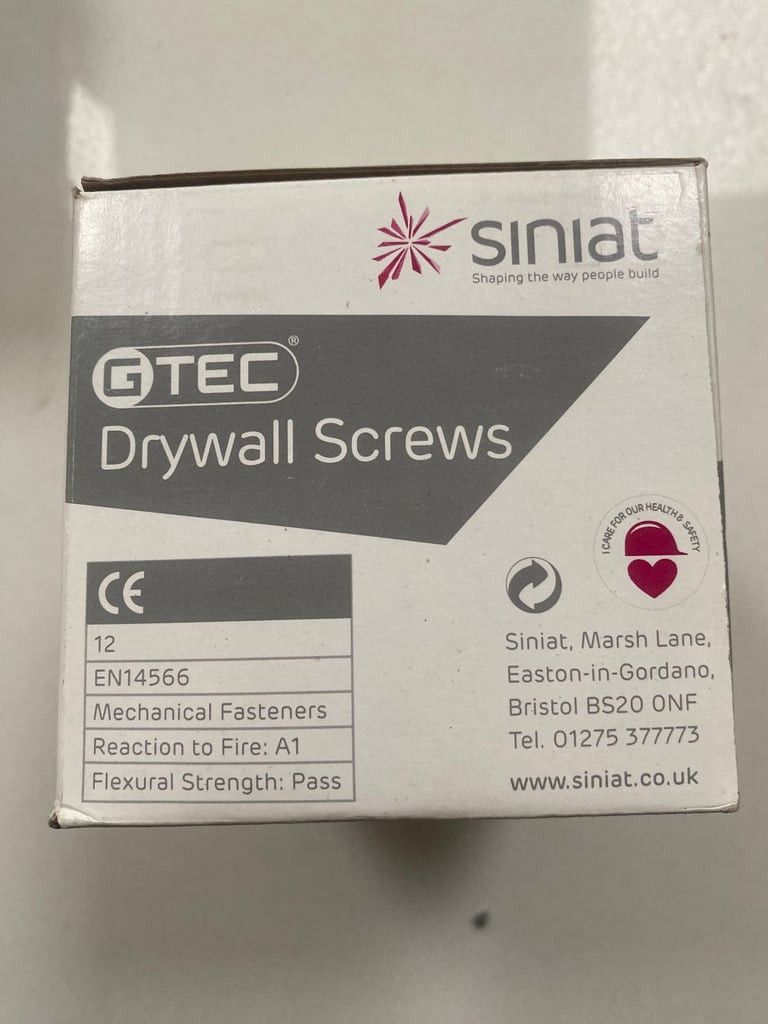 siniat
Shaping the way people build
GTEC®
Drywall Screws
I CARE FOR OUR HEALTH & SAFETY
CE
12
EN14566
Mechanical Fasteners
Reaction to Fire: A1
Flexural Strength: Pass
Siniat, Marsh Lane,
Easton-in-Gordano,
Bristol BS20 0NF
Tel. 01275 377773
www.siniat.co.uk